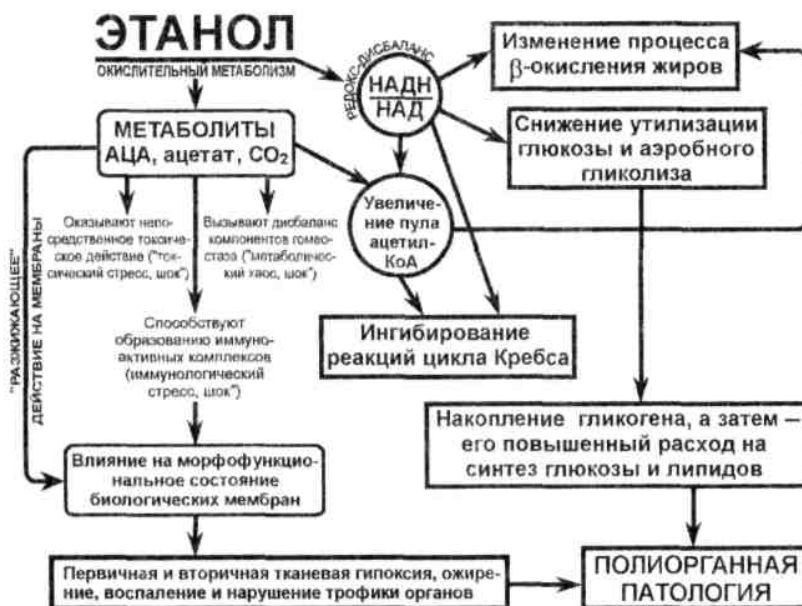 ЭТАНОЛ
ОКИСЛИТЕЛЬНЫЙ МЕТАБОЛИЗМ
РЕДОКС-ДИСБАЛАНС
НАДН
НАД
Изменение процесса
β-окисления жиров
МЕТАБОЛИТЫ
АЦА, ацетат, CO₂
Снижение утилизации
глюкозы и аэробного
гликолиза
Увеличе-
ние пула
ацетил-
КоА
Оказывают непо-
средственное токсиче-
ское действие ("ток-
сический стресс, шок")
Вызывают дисбаланс
компонентов гомео-
стаза ("метаболиче-
ский хаос, шок")
"РАЗЖИЖАЮЩЕЕ"
ДЕЙСТВИЕ НА МЕМБРАНЫ
Способствуют
образованию иммуно-
активных комплексов
(иммунологический
стресс, шок")
Ингибирование
реакций цикла Кребса
Накопление гликогена, а затем –
его повышенный расход на
синтез глюкозы и липидов
Влияние на морфофункцио-
нальное состояние
биологических мембран
Первичная и вторичная тканевая гипоксия, ожире-
ние, воспаление и нарушение трофики органов
ПОЛИОРГАННАЯ
ПАТОЛОГИЯ